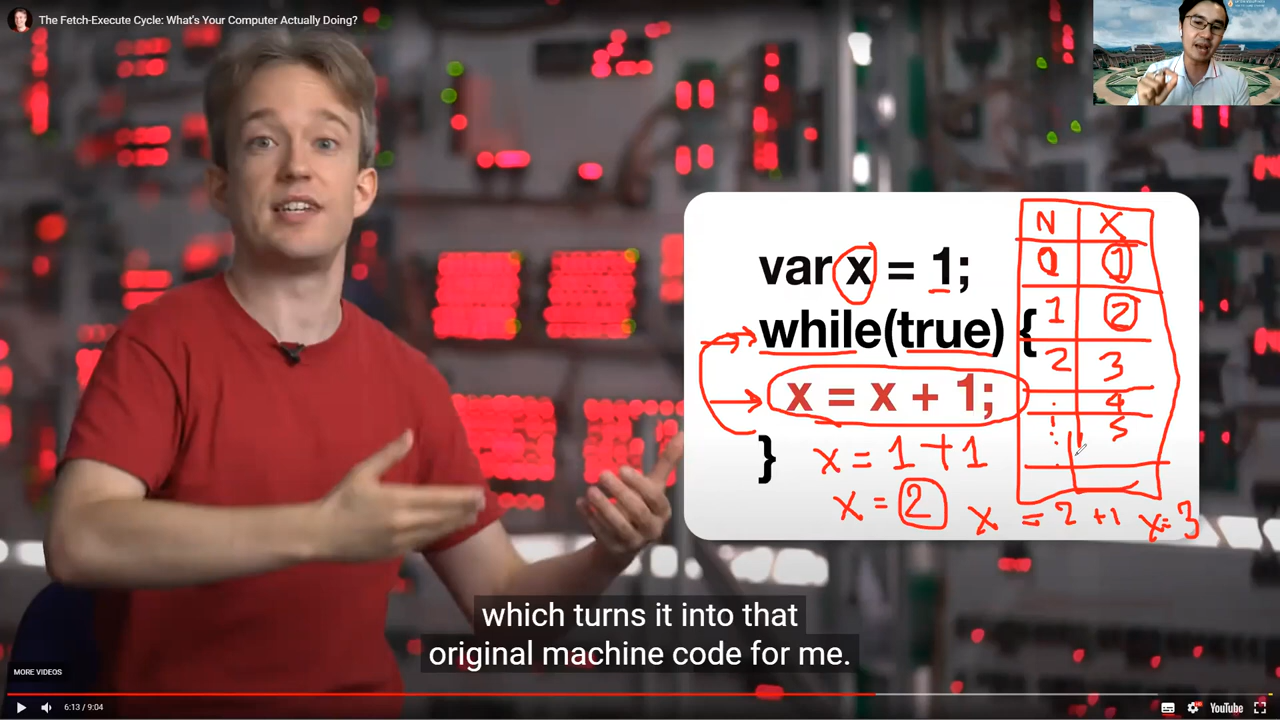 The Fetch-Execute Cycle: What's Your Computer Actually Doing?
var x = 1;
while(true) {
x = x + 1;
}
x = 1 + 1
x = 2
x = 2 + 1 x = 3
N X
0 1
1 2
2 3
: 4
: 5
which turns it into that
original machine code for me.
MORE VIDEOS
6:13 / 9:04
YouTube